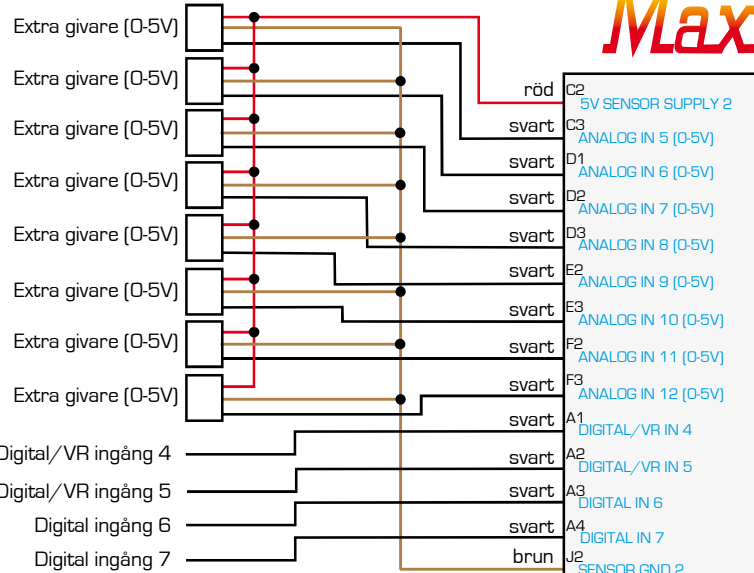 Max
Extra givare (0-5V)
Extra givare (0-5V)
Extra givare (0-5V)
Extra givare (0-5V)
Extra givare (0-5V)
Extra givare (0-5V)
Extra givare (0-5V)
Extra givare (0-5V)
Digital/VR ingång 4
Digital/VR ingång 5
Digital ingång 6
Digital ingång 7
röd C2 5V SENSOR SUPPLY 2
svart C3 ANALOG IN 5 (0-5V)
svart D1 ANALOG IN 6 (0-5V)
svart D2 ANALOG IN 7 (0-5V)
svart D3 ANALOG IN 8 (0-5V)
svart E2 ANALOG IN 9 (0-5V)
svart E3 ANALOG IN 10 (0-5V)
svart F2 ANALOG IN 11 (0-5V)
svart F3 ANALOG IN 12 (0-5V)
svart A1 DIGITAL/VR IN 4
svart A2 DIGITAL/VR IN 5
svart A3 DIGITAL IN 6
svart A4 DIGITAL IN 7
brun J2 SENSOR GND 2